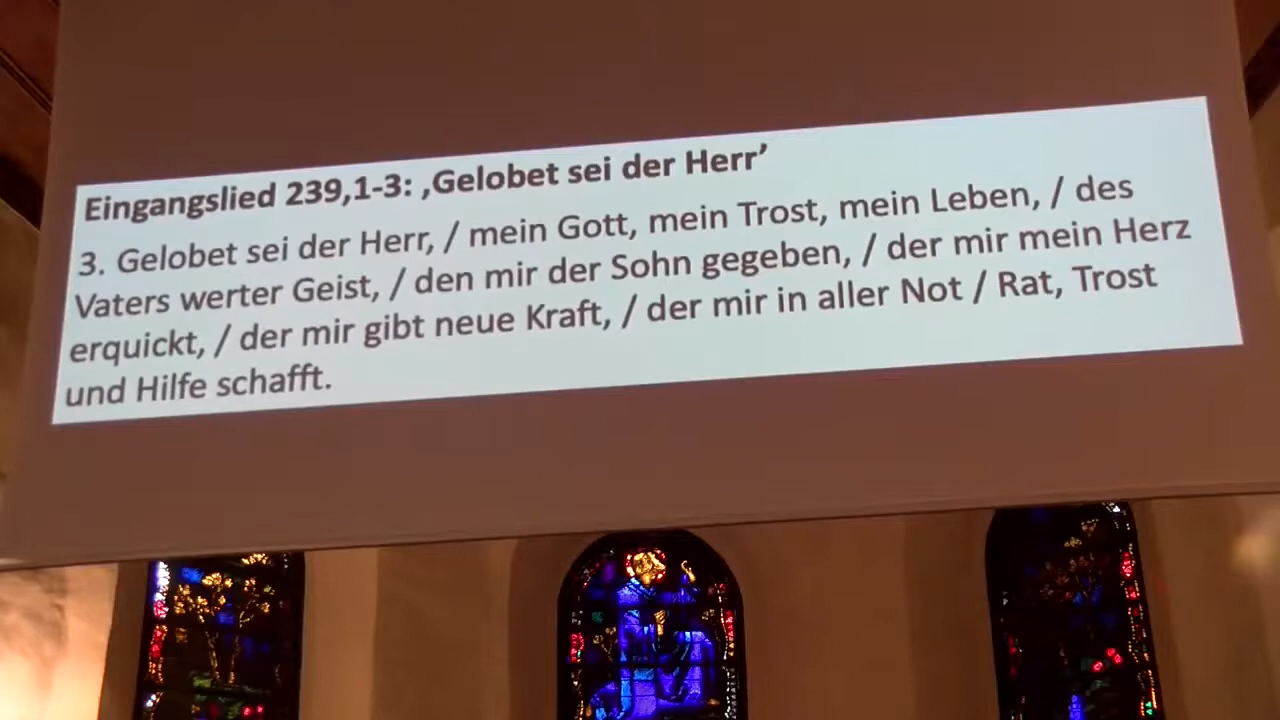 Eingangslied 239,1-3: ‚Gelobet sei der Herr’
3. Gelobet sei der Herr, / mein Gott, mein Trost, mein Leben, / des
Vaters werter Geist, / den mir der Sohn gegeben, / der mir mein Herz
erquickt, / der mir gibt neue Kraft, / der mir in aller Not / Rat, Trost
und Hilfe schafft.